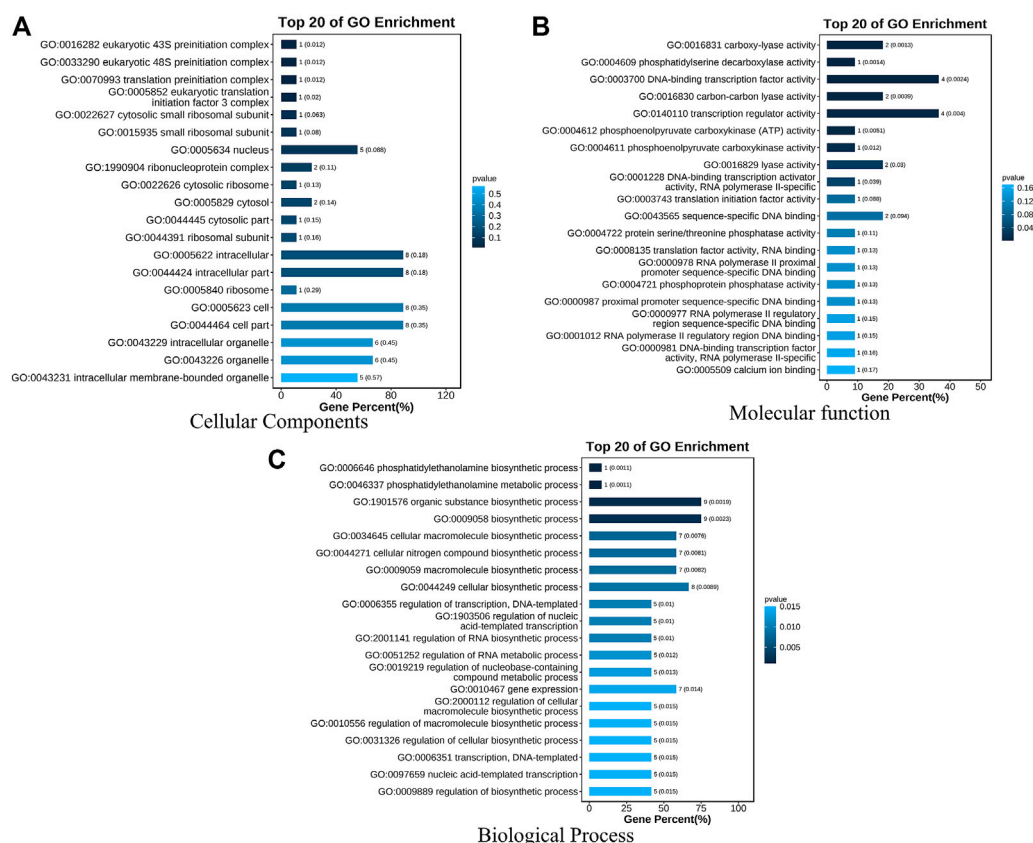 A
Top 20 of GO Enrichment
GO:0016282 eukaryotic 43S preinitiation complex 1 (0.012)
GO:0033290 eukaryotic 48S preinitiation complex 1 (0.012)
GO:0070993 translation preinitiation complex 1 (0.012)
GO:0005852 eukaryotic translation
initiation factor 3 complex 1 (0.02)
GO:0022627 cytosolic small ribosomal subunit 1 (0.063)
GO:0015935 small ribosomal subunit 1 (0.08)
GO:0005634 nucleus 5 (0.088)
GO:1990904 ribonucleoprotein complex 2 (0.11)
GO:0022626 cytosolic ribosome 1 (0.13)
GO:0005829 cytosol 2 (0.14)
GO:0044445 cytosolic part 1 (0.15)
GO:0044391 ribosomal subunit 1 (0.16)
GO:0005622 intracellular 8 (0.18)
GO:0044424 intracellular part 8 (0.18)
GO:0005840 ribosome 1 (0.29)
GO:0005623 cell 8 (0.35)
GO:0044464 cell part 8 (0.35)
GO:0043229 intracellular organelle 6 (0.45)
GO:0043226 organelle 6 (0.45)
GO:0043231 intracellular membrane-bounded organelle 5 (0.57)
0 40 80 120
Gene Percent(%)
pvalue
0.5
0.4
0.3
0.2
0.1
Cellular Components
B
Top 20 of GO Enrichment
GO:0016831 carboxy-lyase activity 2 (0.0013)
GO:0004609 phosphatidylserine decarboxylase activity 1 (0.0014)
GO:0003700 DNA-binding transcription factor activity 4 (0.0024)
GO:0016830 carbon-carbon lyase activity 2 (0.0039)
GO:0140110 transcription regulator activity 4 (0.004)
GO:0004612 phosphoenolpyruvate carboxykinase (ATP) activity 1 (0.0051)
GO:0004611 phosphoenolpyruvate carboxykinase activity 1 (0.012)
GO:0016829 lyase activity 2 (0.03)
GO:0001228 DNA-binding transcription activator
activity, RNA polymerase II-specific 1 (0.039)
GO:0003743 translation initiation factor activity 1 (0.088)
GO:0043565 sequence-specific DNA binding 2 (0.094)
GO:0004722 protein serine/threonine phosphatase activity 1 (0.11)
GO:0008135 translation factor activity, RNA binding 1 (0.13)
GO:0000978 RNA polymerase II proximal
promoter sequence-specific DNA binding 1 (0.13)
GO:0004721 phosphoprotein phosphatase activity 1 (0.13)
GO:0000987 proximal promoter sequence-specific DNA binding 1 (0.13)
GO:0000977 RNA polymerase II regulatory
region sequence-specific DNA binding 1 (0.15)
GO:0001012 RNA polymerase II regulatory region DNA binding 1 (0.15)
GO:0000981 DNA-binding transcription factor
activity, RNA polymerase II-specific 1 (0.16)
GO:0005509 calcium ion binding 1 (0.17)
0 10 20 30 40 50
Gene Percent(%)
pvalue
0.16
0.12
0.08
0.04
Molecular function
C
Top 20 of GO Enrichment
GO:0006646 phosphatidylethanolamine biosynthetic process 1 (0.0011)
GO:0046337 phosphatidylethanolamine metabolic process 1 (0.0011)
GO:1901576 organic substance biosynthetic process 9 (0.0019)
GO:0009058 biosynthetic process 9 (0.0023)
GO:0034645 cellular macromolecule biosynthetic process 7 (0.0076)
GO:0044271 cellular nitrogen compound biosynthetic process 7 (0.0081)
GO:0009059 macromolecule biosynthetic process 7 (0.0082)
GO:0044249 cellular biosynthetic process 8 (0.0089)
GO:0006355 regulation of transcription, DNA-templated 5 (0.01)
GO:1903506 regulation of nucleic
acid-templated transcription 5 (0.01)
GO:2001141 regulation of RNA biosynthetic process 5 (0.01)
GO:0051252 regulation of RNA metabolic process 5 (0.012)
GO:0019219 regulation of nucleobase-containing
compound metabolic process 5 (0.013)
GO:0010467 gene expression 7 (0.014)
GO:2000112 regulation of cellular
macromolecule biosynthetic process 5 (0.015)
GO:0010556 regulation of macromolecule biosynthetic process 5 (0.015)
GO:0031326 regulation of cellular biosynthetic process 5 (0.015)
GO:0006351 transcription, DNA-templated 5 (0.015)
GO:0097659 nucleic acid-templated transcription 5 (0.015)
GO:0009889 regulation of biosynthetic process 5 (0.015)
0 25 50 75 100
Gene Percent(%)
pvalue
0.015
0.010
0.005
Biological Process